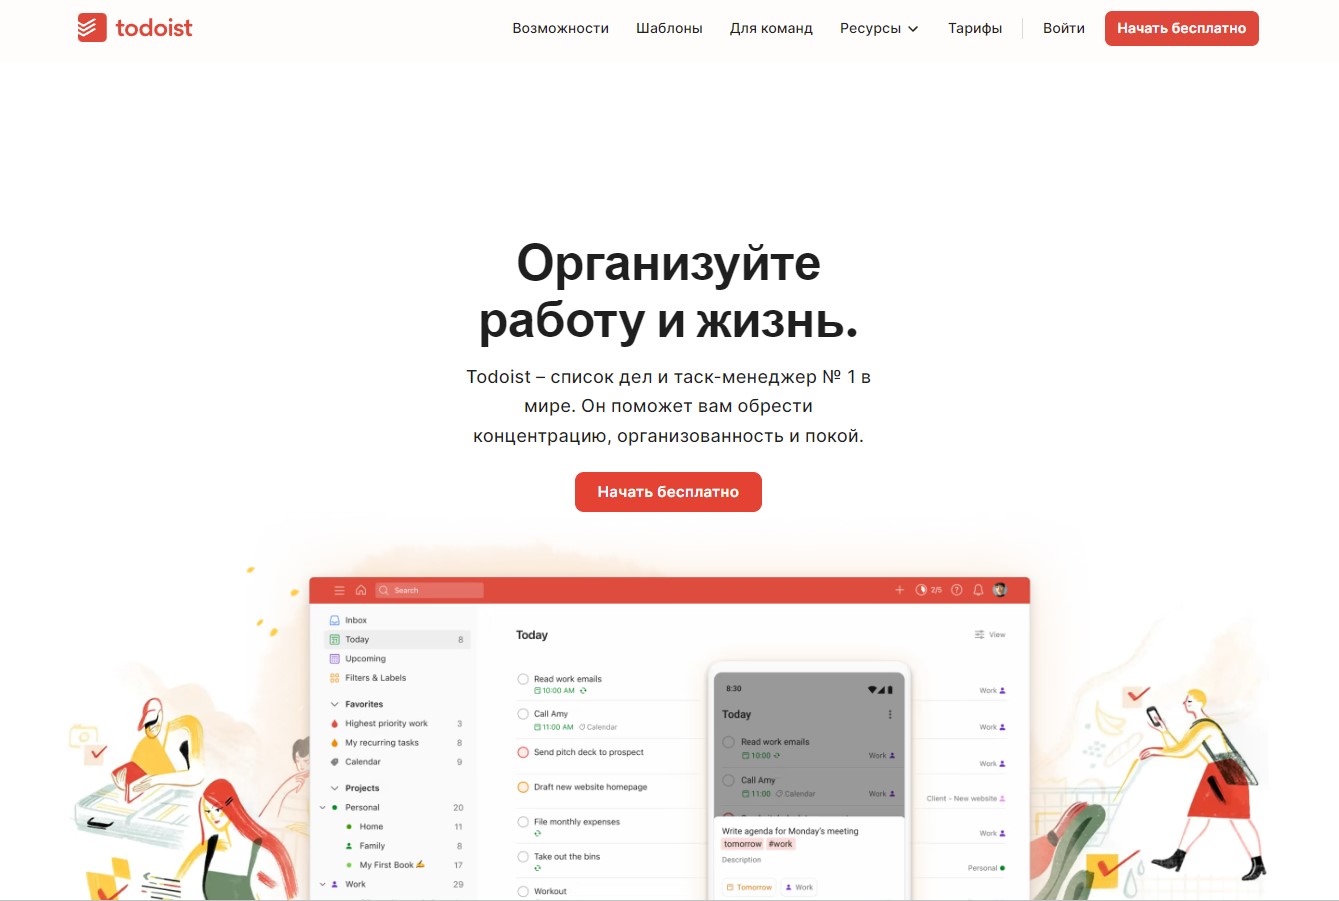 todoist
Возможности
Шаблоны
Для команд
Ресурсы
Тарифы
Войти
Начать бесплатно
Организуйте
работу и жизнь.
Todoist – список дел и таск-менеджер № 1 в
мире. Он поможет вам обрести
концентрацию, организованность и покой.
Начать бесплатно
Search
2/5
Inbox
Today 8
Upcoming
Filters & Labels
Favorites
Highest priority work 3
My recurring tasks 8
Calendar 9
Projects
Personal 20
Home 11
Family 8
My First Book 17
Work 29
Today
View
Read work emails
10:00 AM
Work
Call Amy
11:00 AM Calendar
Work
Send pitch deck to prospect
Work
Draft new website homepage
Client - New website
File monthly expenses
Work
Take out the bins
Personal
Workout
8:30
Today
Read work emails
10:00
Work
Call Amy
11:00 Calendar
Work
Write agenda for Monday's meeting
tomorrow #work
Description
Tomorrow
Work